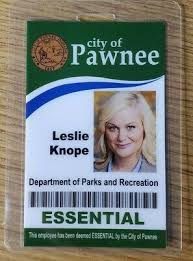 city of
Pawnee
Leslie
Knope
Department of Parks and Recreation
ESSENTIAL
This employee has been deemed ESSENTIAL by the City of Pawnee